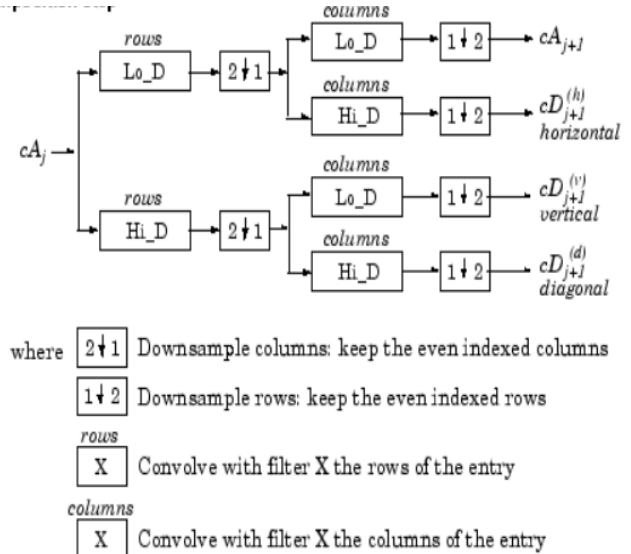 columns
rows
Lo_D
1↓2
cA_{j+1}
Lo_D
2↓1
columns
Hi_D
1↓2
cD_{j+1}^{(h)}
horizontal
cA_j
columns
rows
Lo_D
1↓2
cD_{j+1}^{(v)}
vertical
Hi_D
2↓1
columns
Hi_D
1↓2
cD_{j+1}^{(d)}
diagonal
where 2↓1 Downsample columns: keep the even indexed columns
1↓2 Downsample rows: keep the even indexed rows
rows
X Convolve with filter X the rows of the entry
columns
X Convolve with filter X the columns of the entry